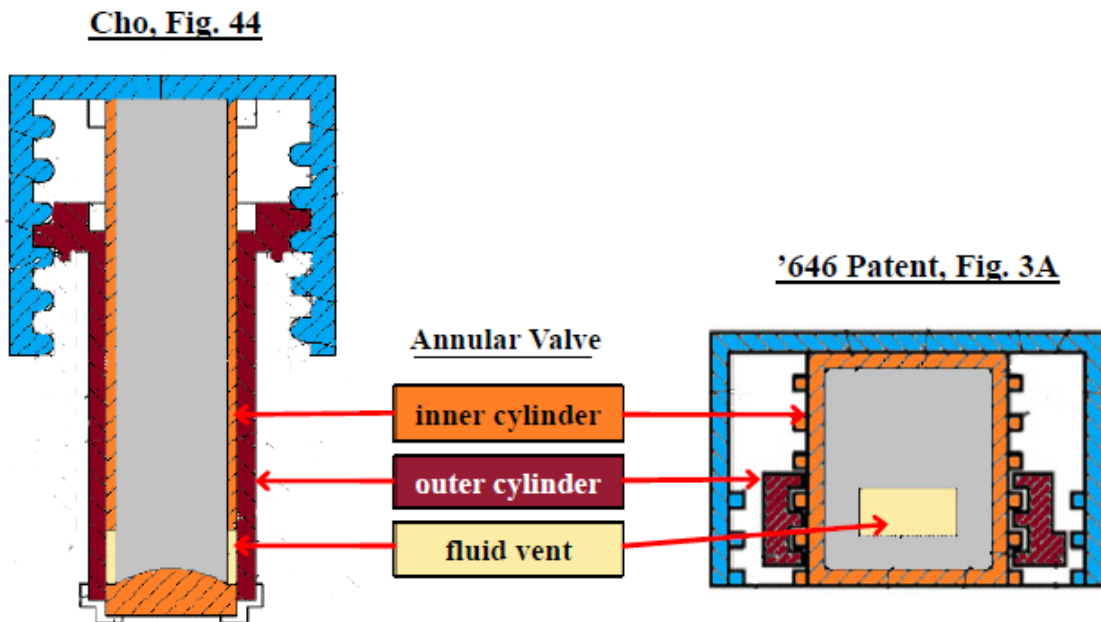 Cho, Fig. 44
’646 Patent, Fig. 3A
Annular Valve
inner cylinder
outer cylinder
fluid vent